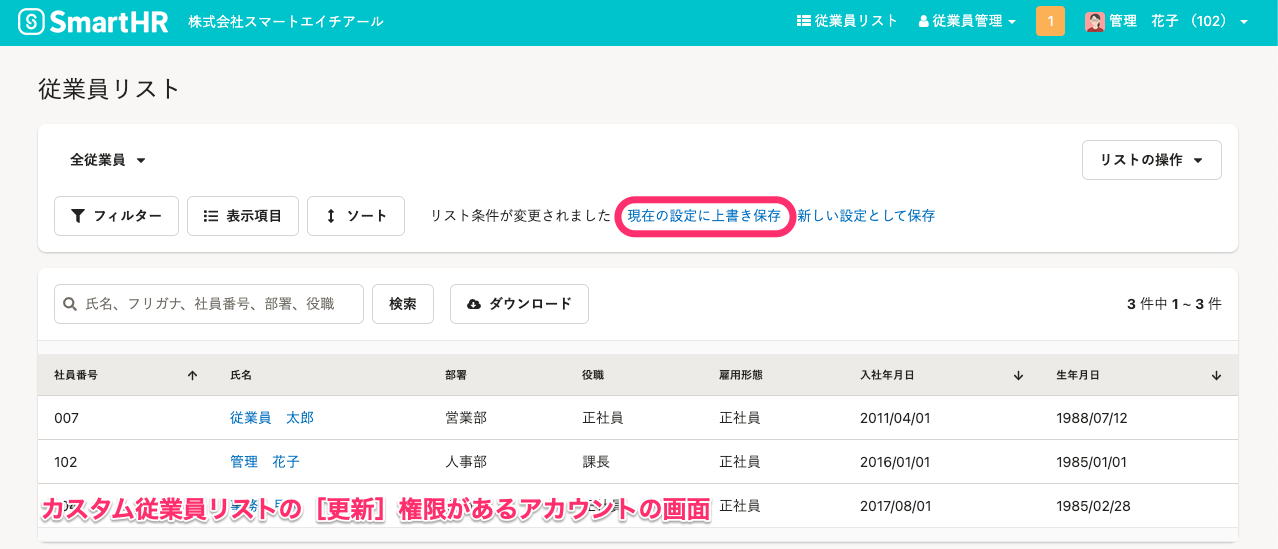 SmartHR 株式会社スマートエイチアール 従業員リスト 従業員管理 1 管理 花子 (102)
従業員リスト
全従業員 リストの操作
フィルター 表示項目 ソート リスト条件が変更されました 現在の設定に上書き保存 新しい設定として保存
氏名、フリガナ、社員番号、部署、役職 検索 ダウンロード 3 件中 1 ~ 3 件
社員番号 氏名 部署 役職 雇用形態 入社年月日 生年月日
007 従業員 太郎 営業部 正社員 正社員 2011/04/01 1988/07/12
102 管理 花子 人事部 課長 正社員 2016/01/01 1985/01/01
正社員 2017/08/01 1985/02/28
カスタム従業員リストの［更新］権限があるアカウントの画面